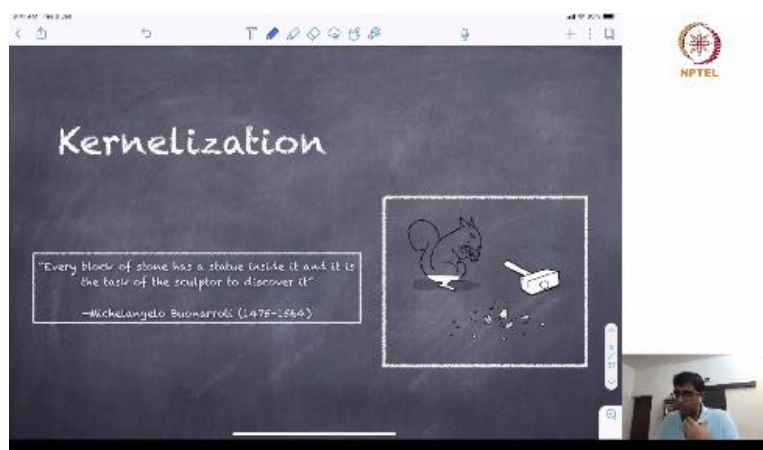 NPTEL
Kernelization
"Every block of stone has a statue inside it and it is
the task of the sculptor to discover it"
—Michelangelo Buonarroti (1475-1564)